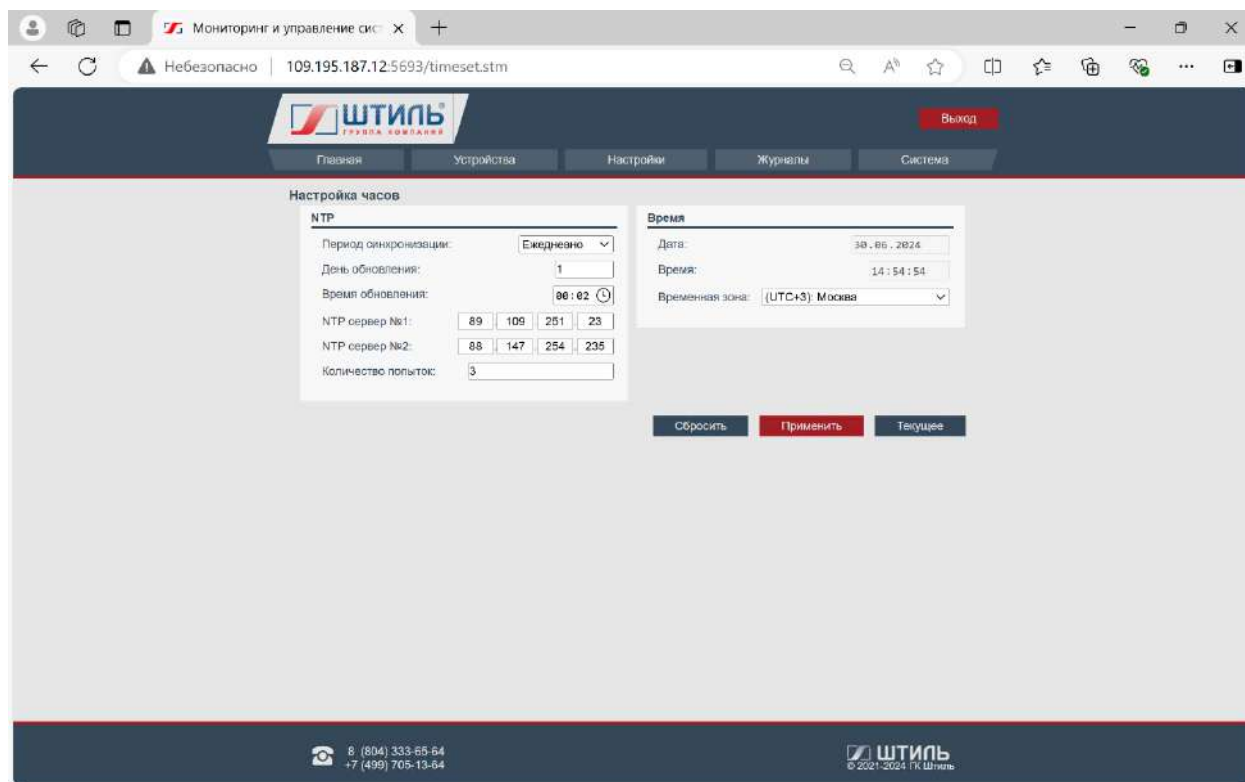 Мониторинг и управление сис
Небезопасно
109.195.187.12:5693/timeset.stm
ШТИЛЬ
ГРУППА КОМПАНИЙ
Выход
Главная Устройства Настройки Журналы Система
Настройка часов
NTP
Период синхронизации: Ежедневно
День обновления: 1
Время обновления: 00:02
NTP сервер №1: 89 . 109 . 251 . 23
NTP сервер №2: 88 . 147 . 254 . 235
Количество попыток: 3
Время
Дата: 30.06.2024
Время: 14:54:54
Временная зона: (UTC+3): Москва
Сбросить Применить Текущее
8 (804) 333-65-64
+7 (499) 705-13-64
ШТИЛЬ
© 2021-2024 ГК Штиль